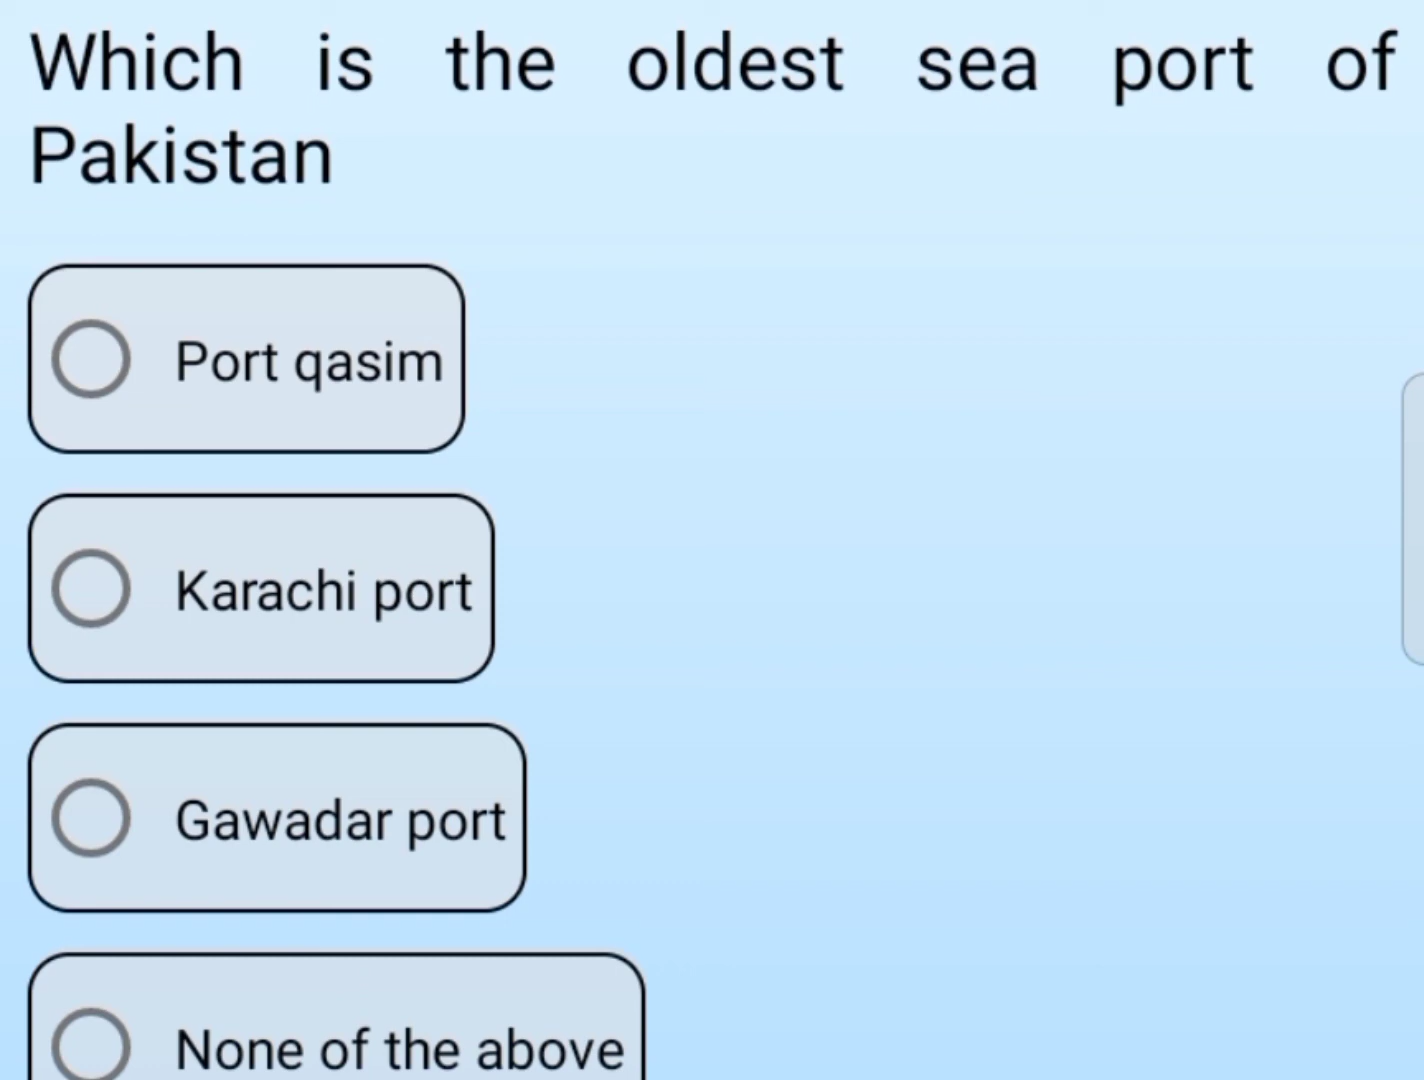 Which is the oldest sea port of
Pakistan
Port qasim
Karachi port
Gawadar port
None of the above